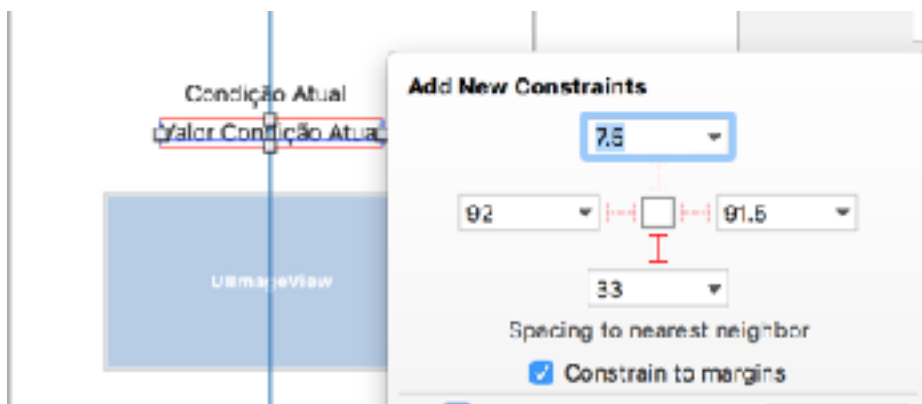 Condição Atual
Valor Condição Atual
UIImageView
Add New Constraints
7.5
92
91.5
33
Spacing to nearest neighbor
Constrain to margins